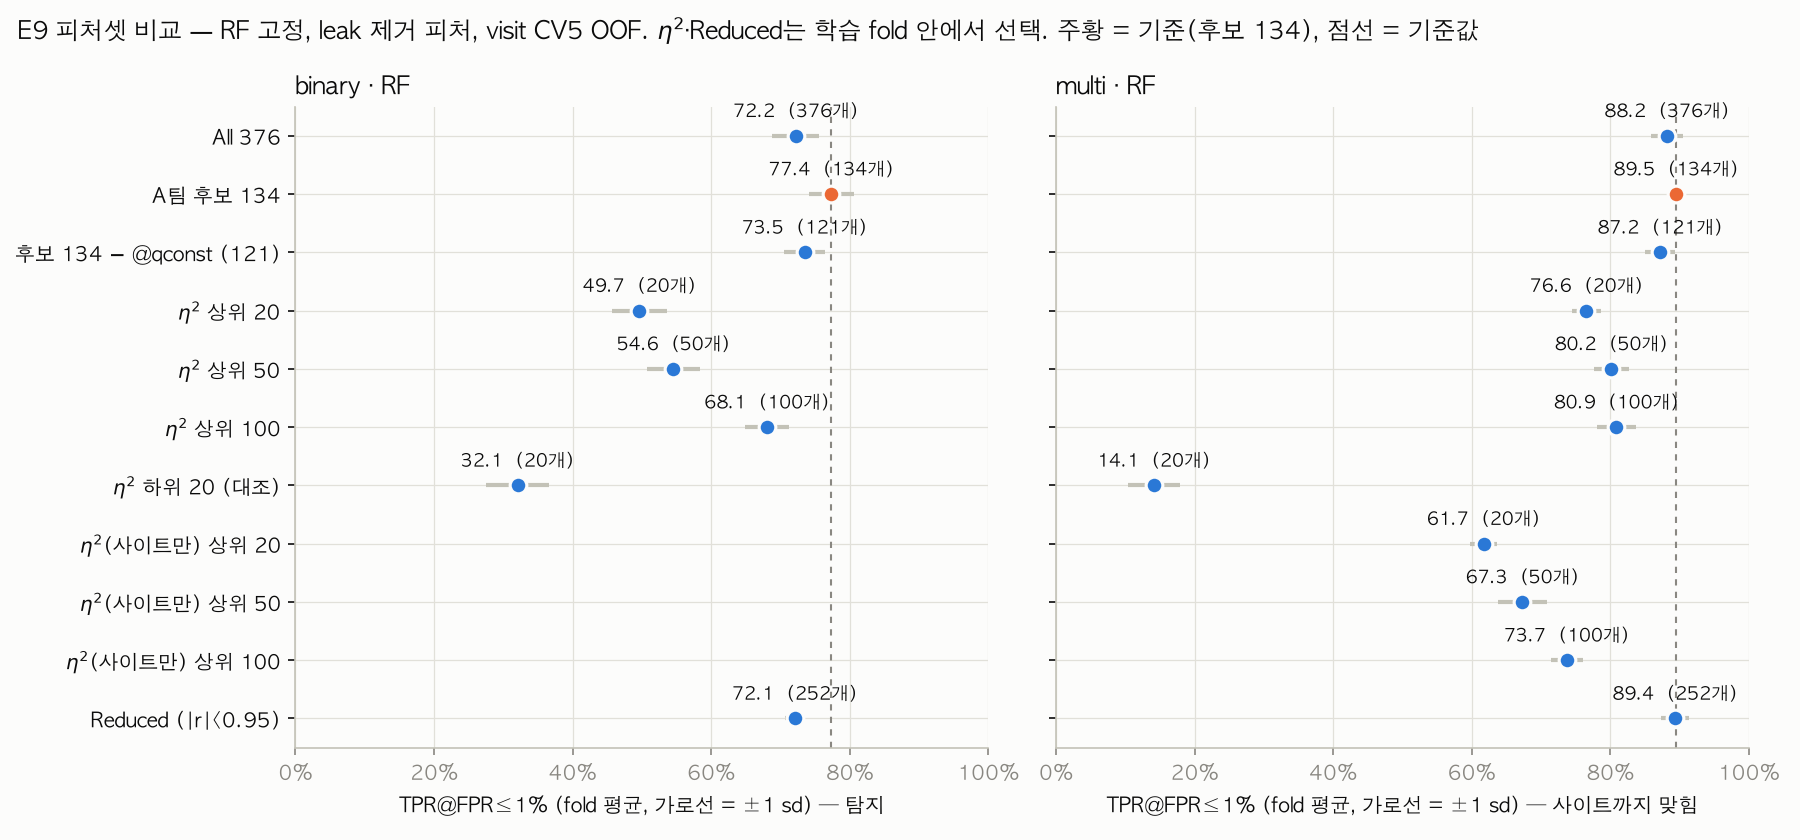 E9 피처셋 비교 — RF 고정, leak 제거 피처, visit CV5 OOF. η²·Reduced는 학습 fold 안에서 선택. 주황 = 기준(후보 134), 점선 = 기준값
binary · RF
multi · RF
All 376
A팀 후보 134
후보 134 − @qconst (121)
η² 상위 20
η² 상위 50
η² 상위 100
η² 하위 20 (대조)
η²(사이트만) 상위 20
η²(사이트만) 상위 50
η²(사이트만) 상위 100
Reduced (|r|<0.95)
72.2 (376개)
77.4 (134개)
73.5 (121개)
49.7 (20개)
54.6 (50개)
68.1 (100개)
32.1 (20개)
72.1 (252개)
0% 20% 40% 60% 80% 100%
TPR@FPR≤1% (fold 평균, 가로선 = ±1 sd) — 탐지
88.2 (376개)
89.5 (134개)
87.2 (121개)
76.6 (20개)
80.2 (50개)
80.9 (100개)
14.1 (20개)
61.7 (20개)
67.3 (50개)
73.7 (100개)
89.4 (252개)
0% 20% 40% 60% 80% 100%
TPR@FPR≤1% (fold 평균, 가로선 = ±1 sd) — 사이트까지 맞힘